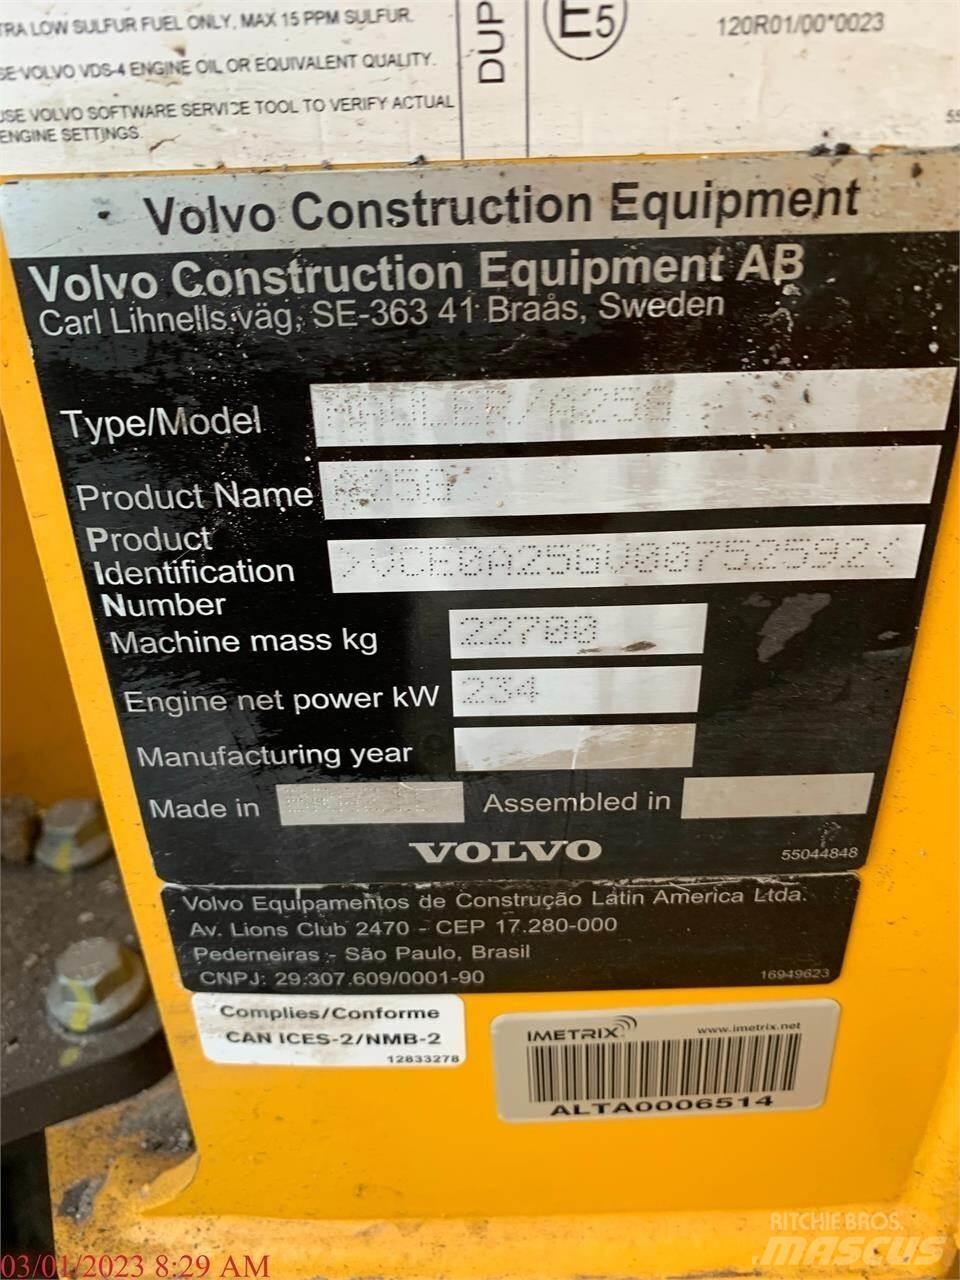 TRA LOW SULFUR FUEL ONLY, MAX 15 PPM SULFUR.
SE VOLVO VDS-4 ENGINE OIL OR EQUIVALENT QUALITY.
USE VOLVO SOFTWARE SERVICE TOOL TO VERIFY ACTUAL
ENGINE SETTINGS.
DUP
E5
120R01/00*0023
55
Volvo Construction Equipment
Volvo Construction Equipment AB
Carl Lihnells väg, SE-363 41 Braås, Sweden
Type/Model HAULER/A25G
Product Name A25G
Product
Identification
Number
>VCE0A25GV00752592<
Machine mass kg 22700
Engine net power kW 234
Manufacturing year
Made in
Assembled in
VOLVO
55044848
Volvo Equipamentos de Construção Latin America Ltda.
Av. Lions Club 2470 - CEP 17.280-000
Pederneiras - São Paulo, Brasil
CNPJ: 29.307.609/0001-90
16949623
Complies/Conforme
CAN ICES-2/NMB-2
12833278
IMETRIX
www.imetrix.net
ALTA0006514
RITCHIE BROS.
MASCUS
03/01/2023 8:29 AM